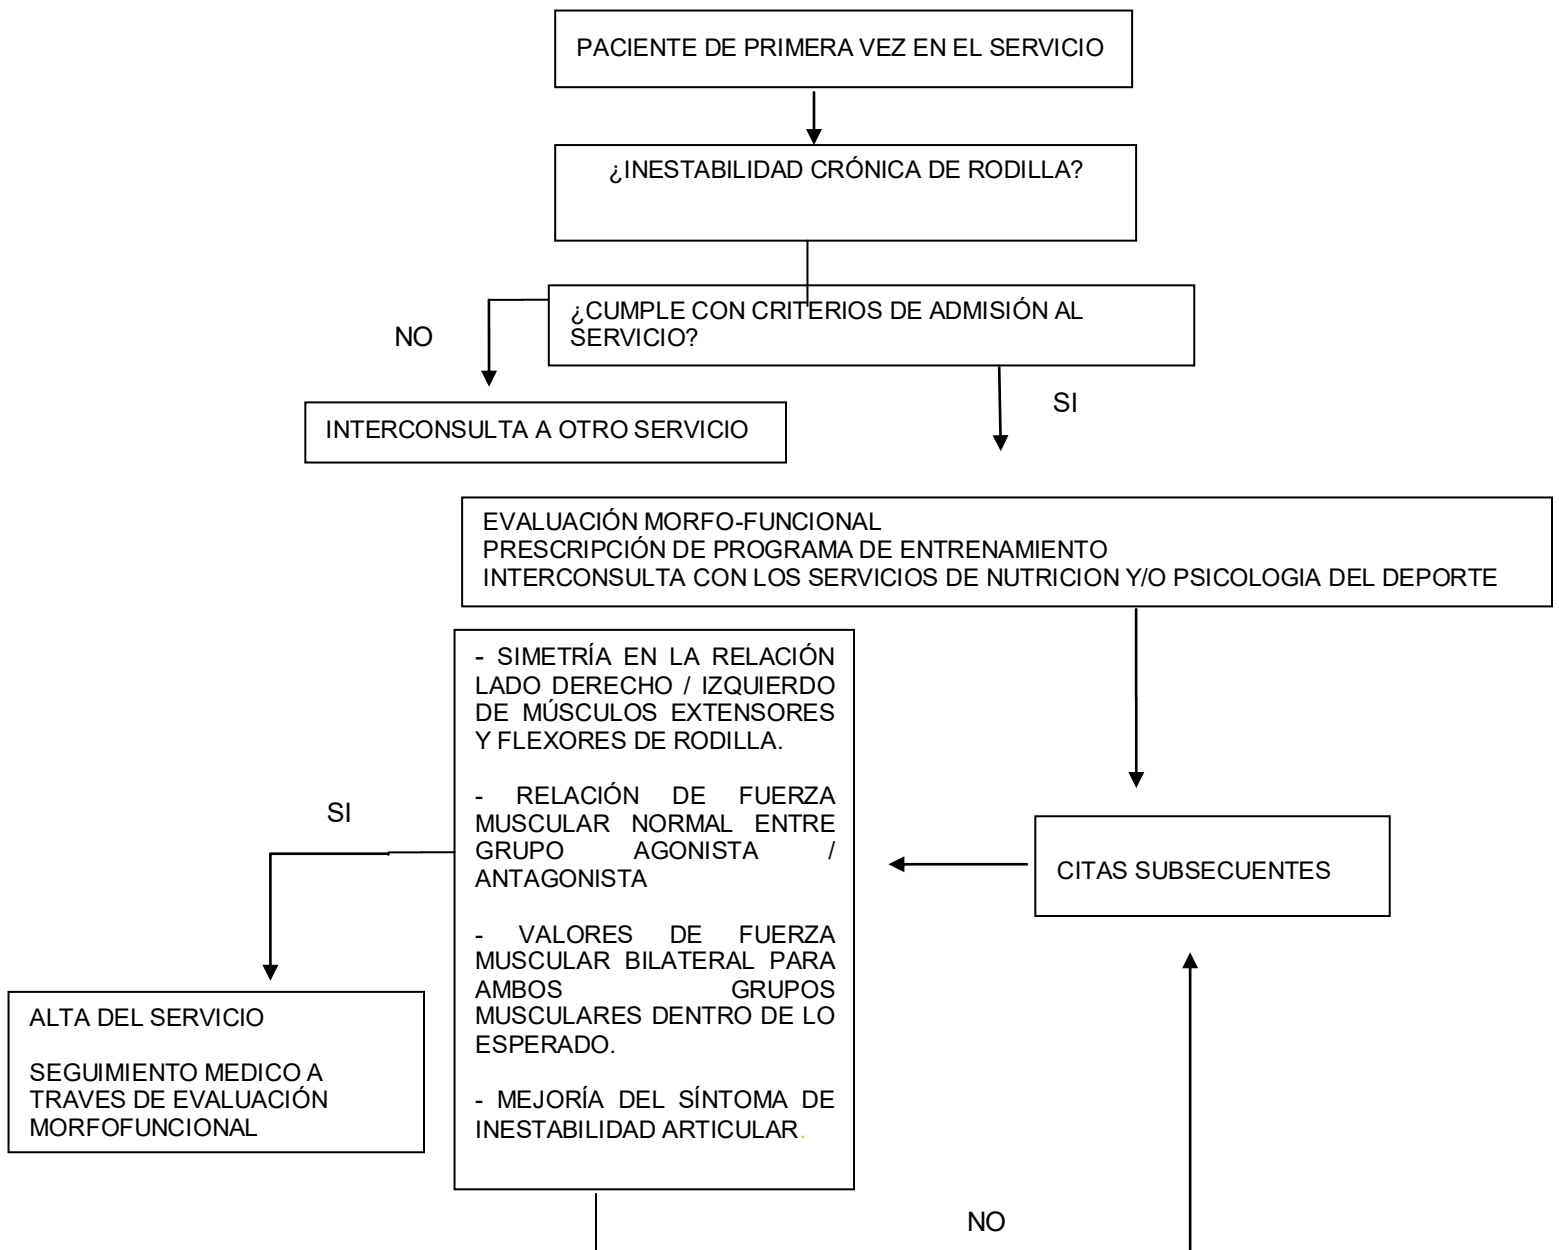 PACIENTE DE PRIMERA VEZ EN EL SERVICIO
¿INESTABILIDAD CRÓNICA DE RODILLA?
¿CUMPLE CON CRITERIOS DE ADMISIÓN AL
SERVICIO?
NO
SI
INTERCONSULTA A OTRO SERVICIO
EVALUACIÓN MORFO-FUNCIONAL
PRESCRIPCIÓN DE PROGRAMA DE ENTRENAMIENTO
INTERCONSULTA CON LOS SERVICIOS DE NUTRICION Y/O PSICOLOGIA DEL DEPORTE
- SIMETRÍA EN LA RELACIÓN
LADO DERECHO / IZQUIERDO
DE MÚSCULOS EXTENSORES
Y FLEXORES DE RODILLA.
- RELACIÓN DE FUERZA
MUSCULAR NORMAL ENTRE
GRUPO AGONISTA /
ANTAGONISTA
- VALORES DE FUERZA
MUSCULAR BILATERAL PARA
AMBOS GRUPOS
MUSCULARES DENTRO DE LO
ESPERADO.
- MEJORÍA DEL SÍNTOMA DE
INESTABILIDAD ARTICULAR.
SI
CITAS SUBSECUENTES
ALTA DEL SERVICIO
SEGUIMIENTO MEDICO A
TRAVES DE EVALUACIÓN
MORFOFUNCIONAL
NO